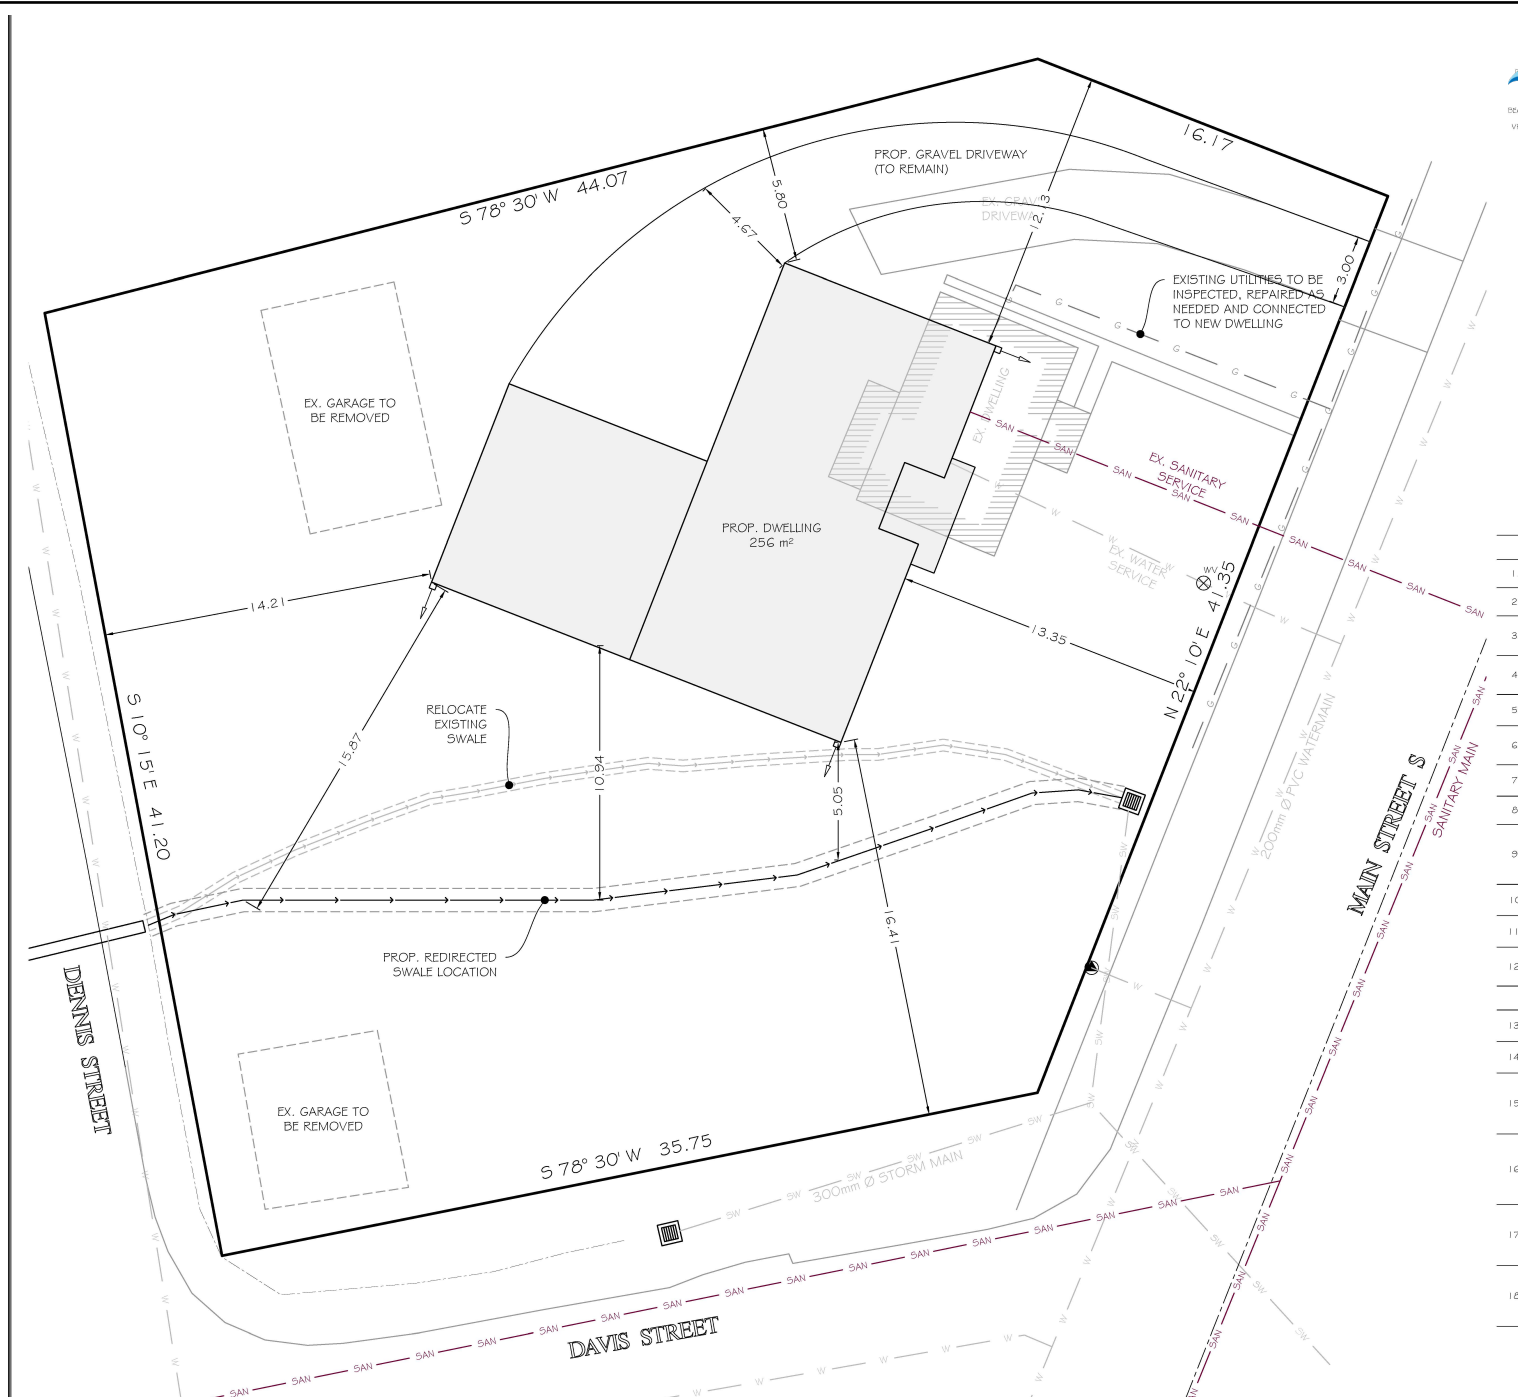 16.17
PROP. GRAVEL DRIVEWAY
(TO REMAIN)
S 78° 30' W 44.07
5.80
4.67
12.13
3.00
EXISTING UTILITIES TO BE
INSPECTED, REPAIRED AS
NEEDED AND CONNECTED
TO NEW DWELLING
EX. GARAGE TO
BE REMOVED
EX. DWELLING
EX. SANITARY
SERVICE
PROP. DWELLING
256 m²
EX. WATER
SERVICE
WV
14.21
13.35
N 22° 10' E 41.35
S 10° 15' E 41.20
RELOCATE
EXISTING
SWALE
15.87
10.94
5.05
16.41
200mm Ø PVC WATERMAIN
MAIN STREET S
SANITARY MAIN
PROP. REDIRECTED
SWALE LOCATION
DENNIS STREET
EX. GARAGE TO
BE REMOVED
S 78° 30' W 35.75
300mm Ø STORM MAIN
DAVIS STREET
SAN
SW
W
G